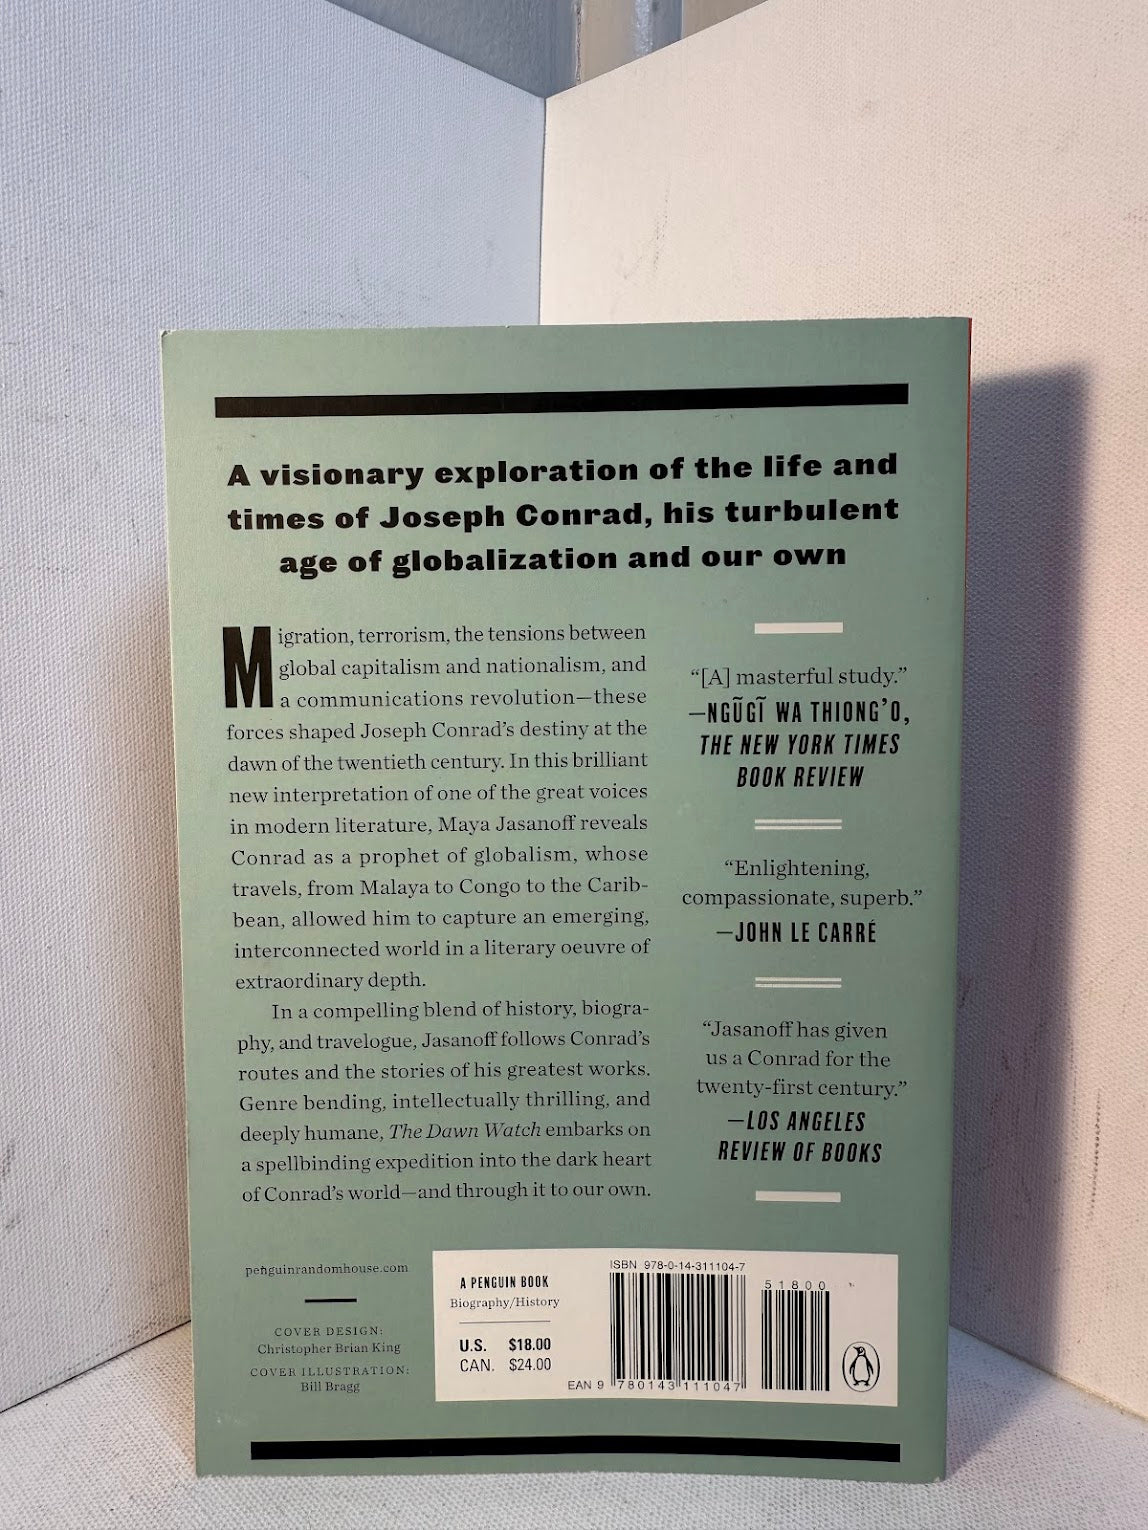 A visionary exploration of the life and
times of Joseph Conrad, his turbulent
age of globalization and our own
Migration, terrorism, the tensions between
global capitalism and nationalism, and
a communications revolution—these
forces shaped Joseph Conrad's destiny at the
dawn of the twentieth century. In this brilliant
new interpretation of one of the great voices
in modern literature, Maya Jasanoff reveals
Conrad as a prophet of globalism, whose
travels, from Malaya to Congo to the Carib-
bean, allowed him to capture an emerging,
interconnected world in a literary oeuvre of
extraordinary depth.
In a compelling blend of history, biogra-
phy, and travelogue, Jasanoff follows Conrad's
routes and the stories of his greatest works.
Genre bending, intellectually thrilling, and
deeply humane, The Dawn Watch embarks on
a spellbinding expedition into the dark heart
of Conrad's world—and through it to our own.
“[A] masterful study.”
—NGŨGĨ WA THIONG'O,
THE NEW YORK TIMES
BOOK REVIEW
“Enlightening,
compassionate, superb.”
—JOHN LE CARRÉ
“Jasanoff has given
us a Conrad for the
twenty-first century.”
—LOS ANGELES
REVIEW OF BOOKS
penguinrandomhouse.com
COVER DESIGN:
Christopher Brian King
COVER ILLUSTRATION:
Bill Bragg
A PENGUIN BOOK
Biography/History
U.S. $18.00
CAN. $24.00
ISBN 978-0-14-311104-7
51800
EAN 9 780143 111047